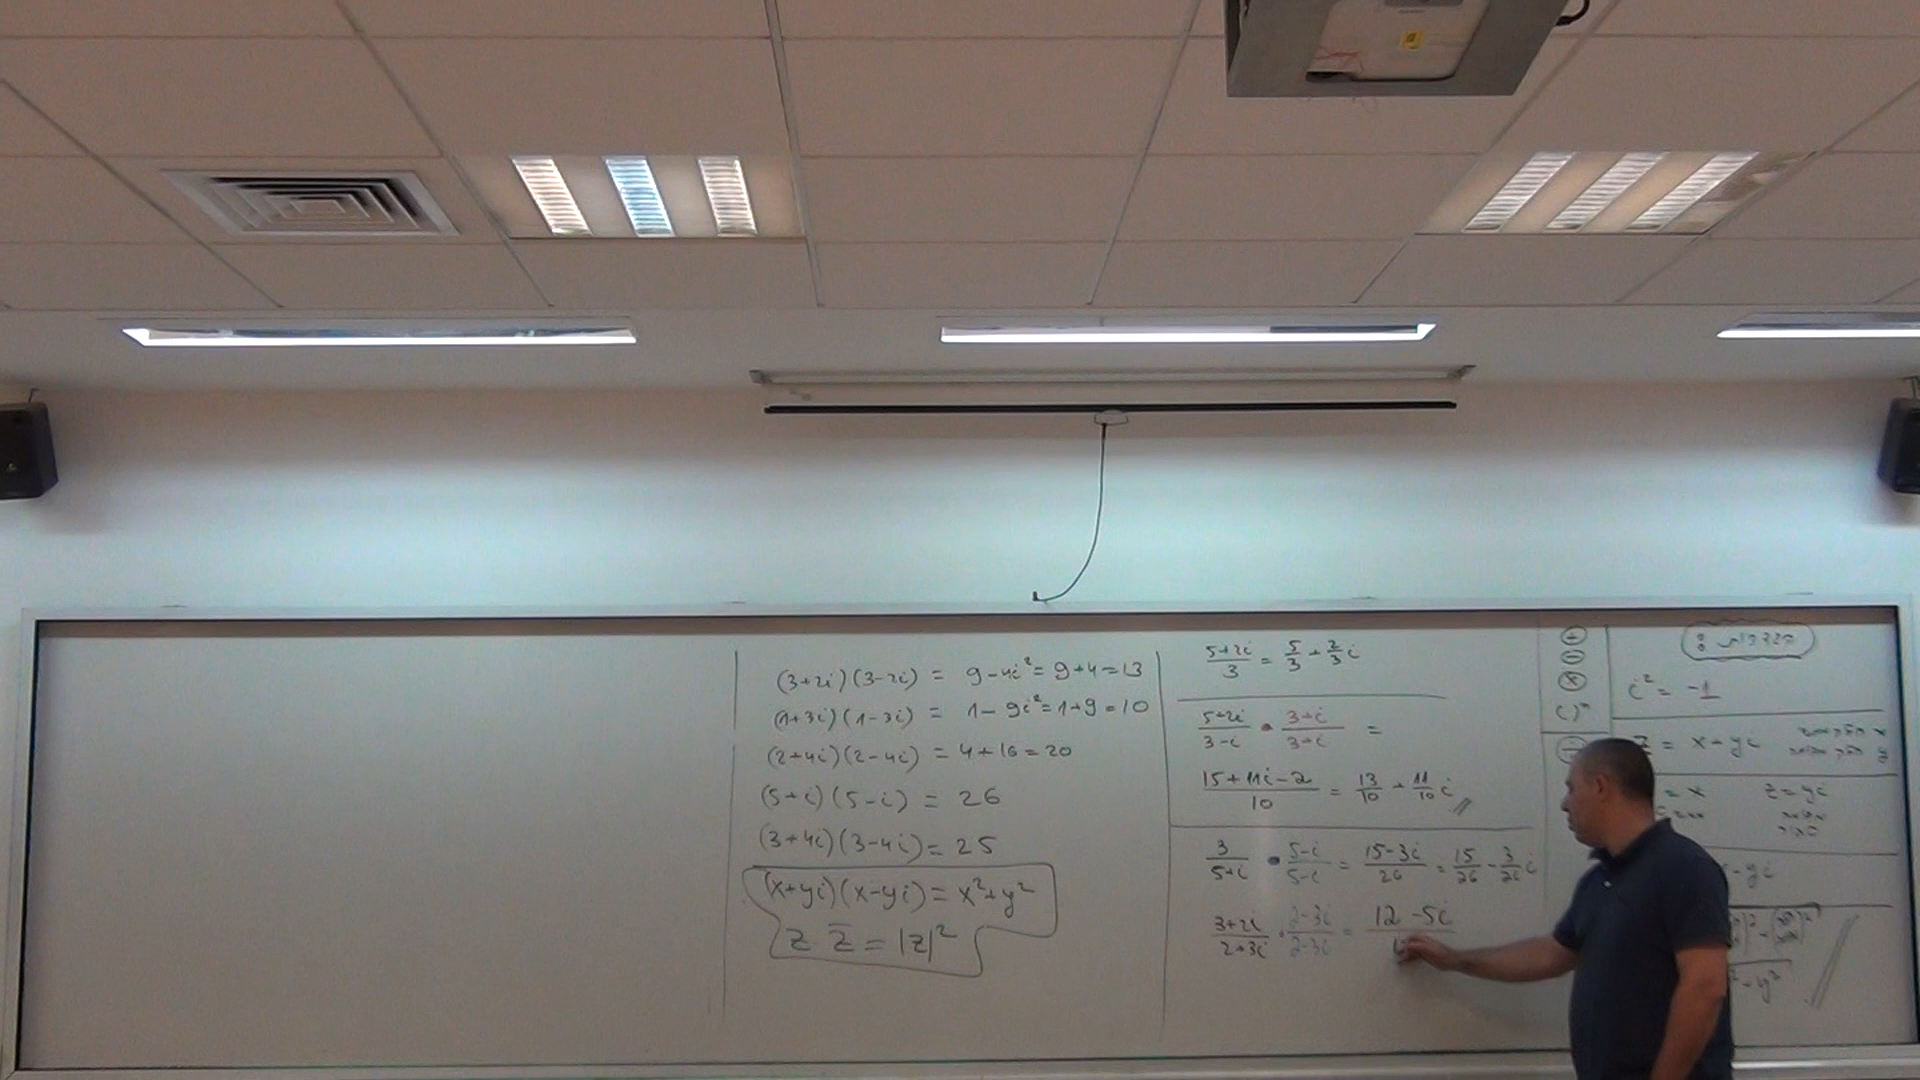 (3+2i)(3-2i) = 9-4i² = 9+4=13
(1+3i)(1-3i) = 1-9i²=1+9=10
(2+4i)(2-4i) = 4+16=20
(5+i)(5-i) = 26
(3+4i)(3-4i) = 25
(x+yi)(x-yi) = x²+y²
z z̄ = |z|²
5+2i/3 = 5/3 + 2/3 i
5+2i/3-i · 3+i/3+i =
15+11i-2/10 = 13/10 + 11/10 i
3/5+i · 5-i/5-i = 15-3i/26 = 15/26 - 3/26 i
3+2i/2+3i · 2-3i/2-3i = 12-5i
+
-
×
( )ⁿ
i² = -1
= x+yi
= x
z=yi
-yi